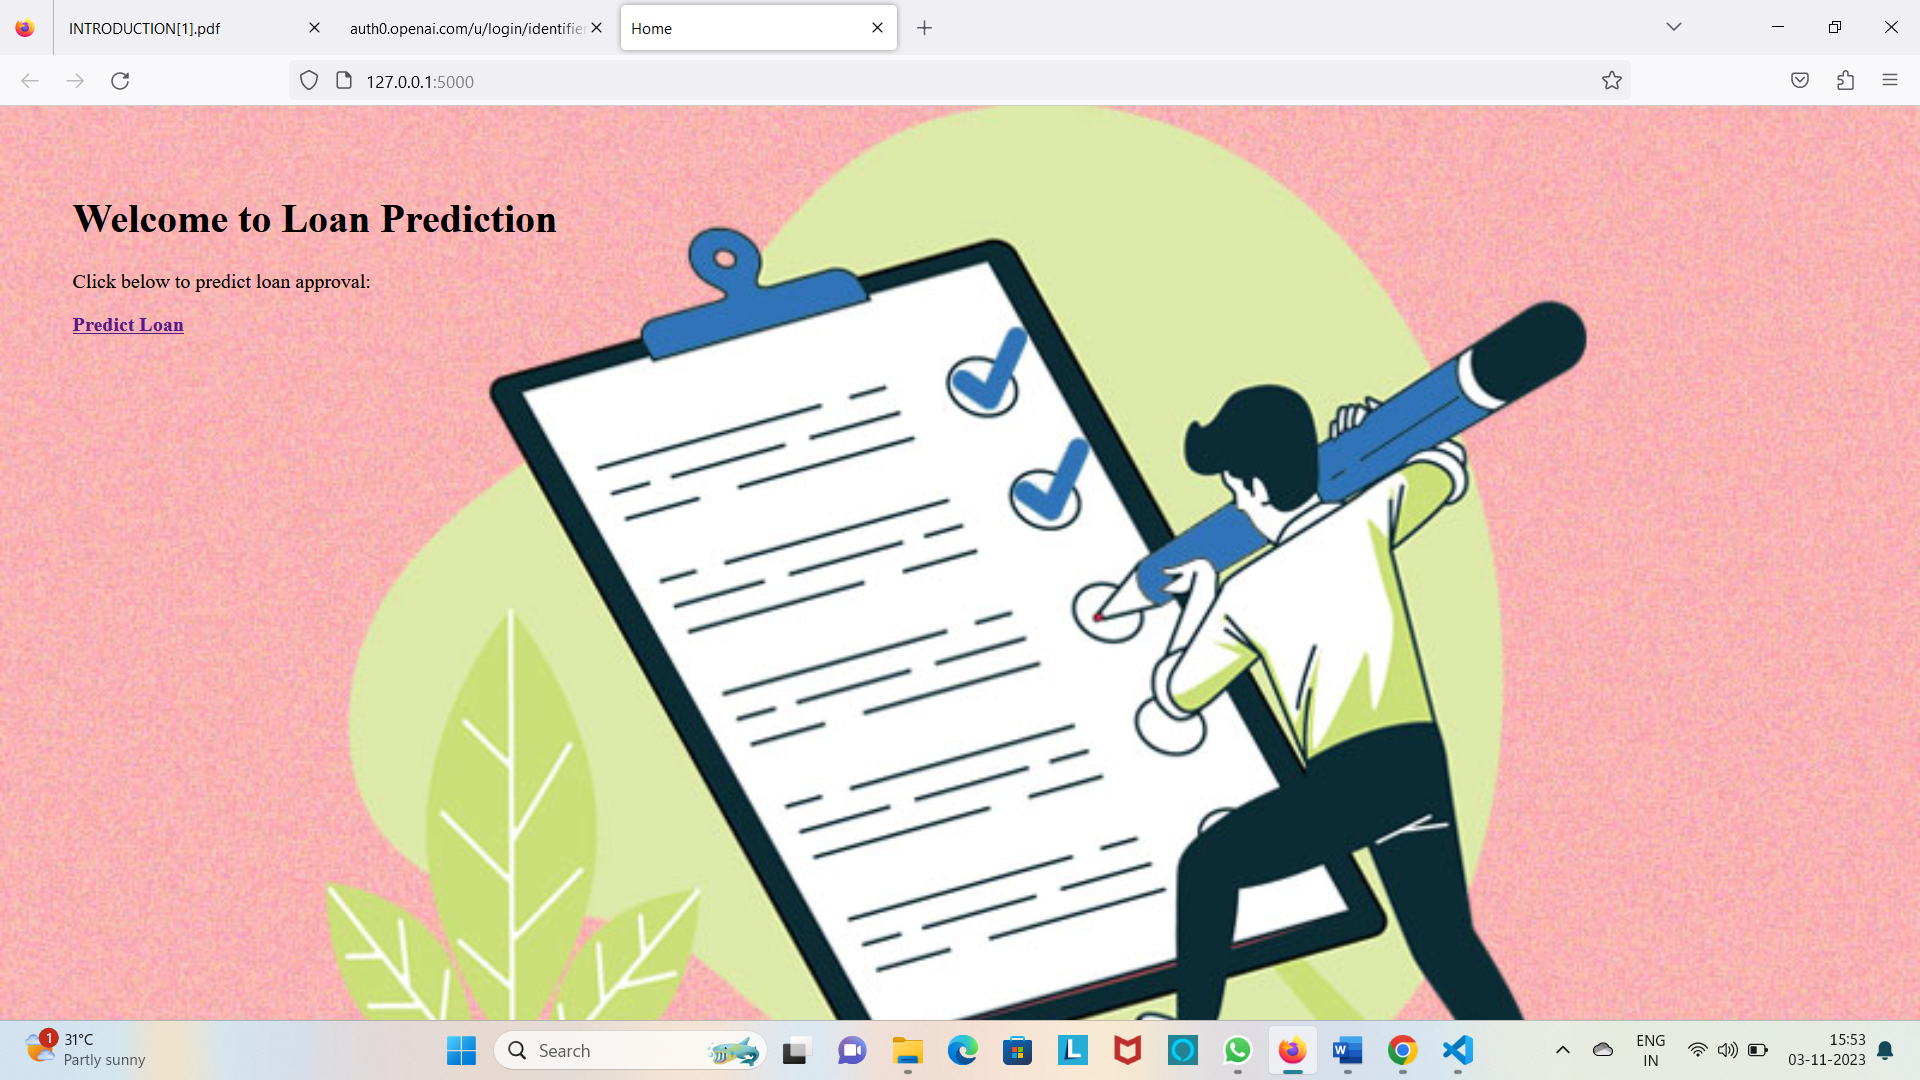 INTRODUCTION[1].pdf
auth0.openai.com/u/login/identifie
Home
127.0.0.1:5000
Welcome to Loan Prediction
Click below to predict loan approval:
Predict Loan
1
31°C
Partly sunny
Search
L
W
ENG
IN
15:53
03-11-2023